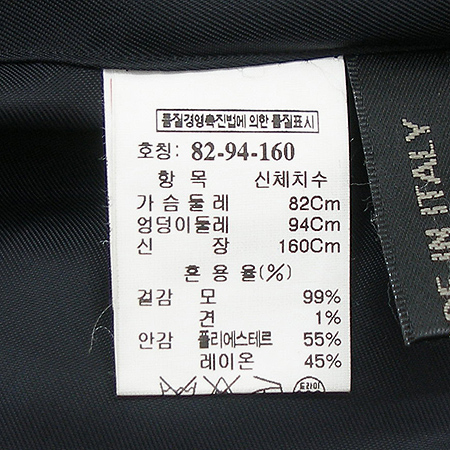 품질경영촉진법에 의한 품질표시
호칭: 82-94-160
항 목 신체치수
가슴둘레 82Cm
엉덩이둘레 94Cm
신 장 160Cm
혼용율(%)
겉감 모 99%
견 1%
안감 폴리에스테르 55%
레이온 45%
드라이
IN ITALY